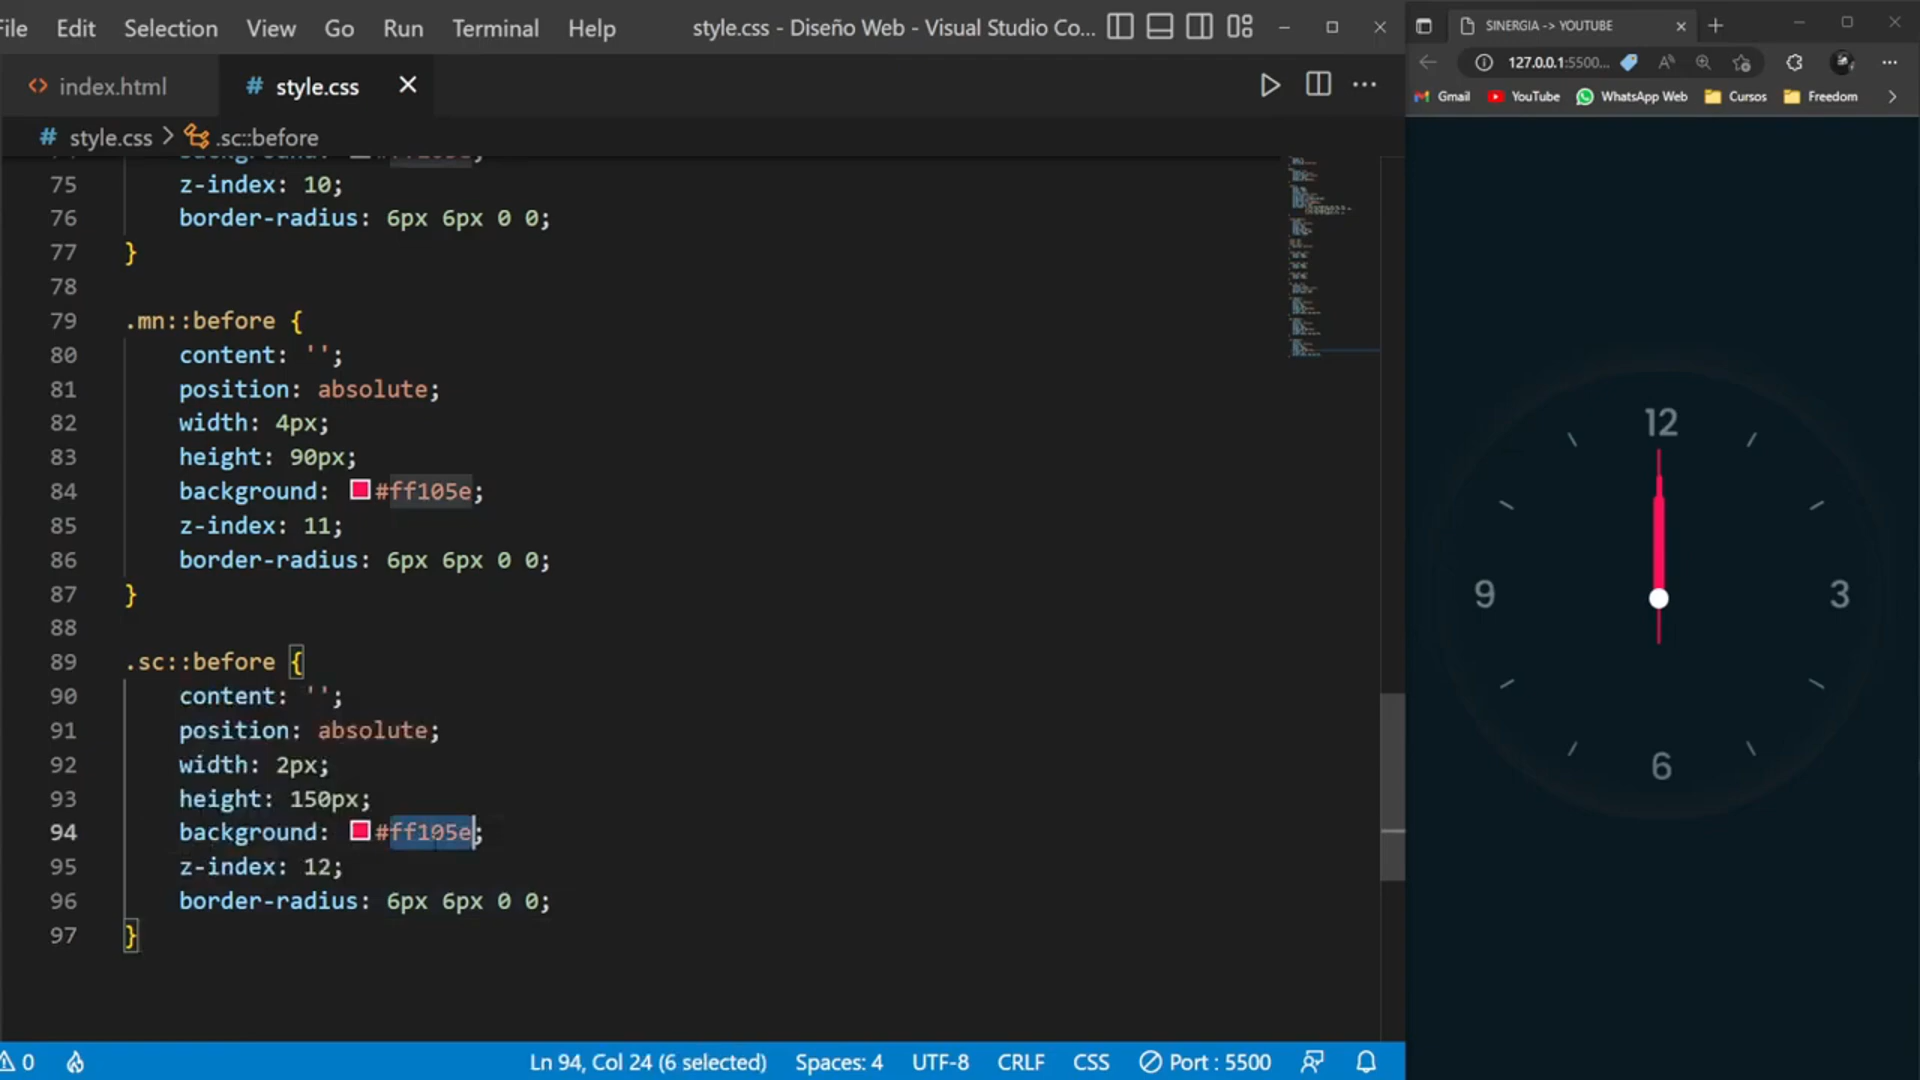 File Edit Selection View Go Run Terminal Help style.css - Diseño Web - Visual Studio Co...
index.html # style.css
# style.css > .sc::before
75 z-index: 10;
76 border-radius: 6px 6px 0 0;
77 }
78
79 .mn::before {
80 content: '';
81 position: absolute;
82 width: 4px;
83 height: 90px;
84 background: #ff105e;
85 z-index: 11;
86 border-radius: 6px 6px 0 0;
87 }
88
89 .sc::before {
90 content: '';
91 position: absolute;
92 width: 2px;
93 height: 150px;
94 background: #ff105e;
95 z-index: 12;
96 border-radius: 6px 6px 0 0;
97 }
0 Ln 94, Col 24 (6 selected) Spaces: 4 UTF-8 CRLF CSS Port : 5500
SINERGIA -> YOUTUBE
127.0.0.1:5500...
Gmail YouTube WhatsApp Web Cursos Freedom
12
9 3
6